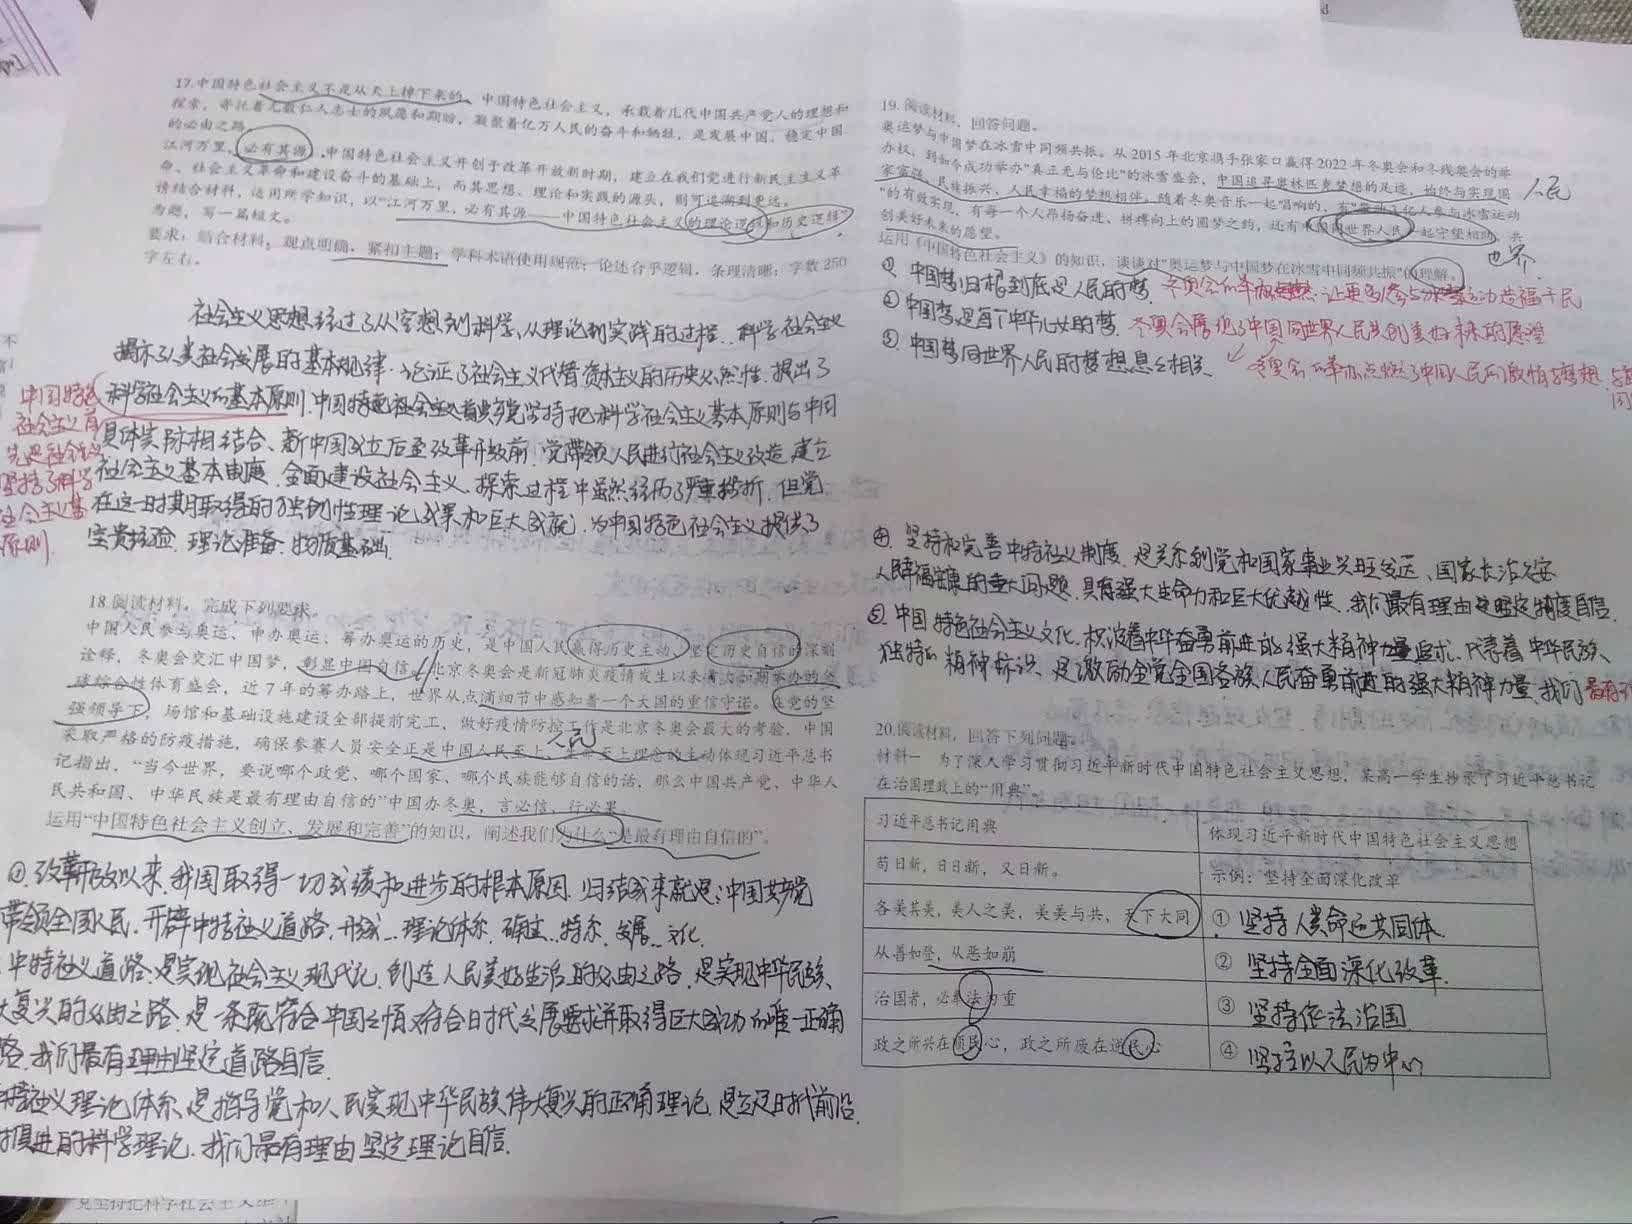 17.中国特色社会主义不是从天上掉下来的。中国特色社会主义，承载着几代中国共产党人的理想和
探索，寄托着无数仁人志士的夙愿和期盼，凝聚着亿万人民的奋斗和牺牲，是发展中国、稳定中国
的必由之路。
江河万里，必有其源。中国特色社会主义开创于改革开放新时期，建立在我们党进行新民主主义革
命、社会主义革命和建设奋斗的基础上，而其思想、理论和实践的源头，则可追溯到更远。
请结合材料，运用所学知识，以“江河万里，必有其源——中国特色社会主义的理论逻辑和历史逻辑”
为题，写一篇短文。
要求：结合材料，观点明确，紧扣主题；学科术语使用规范；论述合乎逻辑，条理清晰；字数250
字左右。
社会主义思想经过了从空想到科学、从理论到实践的过程. 科学社会主义
揭示了人类社会发展的基本规律. 论证了社会主义代替资本主义的历史必然性. 提出了
科学社会主义的基本原则. 中国特色社会主义首先党坚持把科学社会主义基本原则与中国
具体实际相结合、新中国成立后至改革开放前. 党带领人民进行社会主义改造. 建立
社会主义基本制度. 全面建设社会主义. 探索过程中虽然经历了严重挫折. 但党
在这一时期取得的独创性理论成果和巨大成就. 为中国特色社会主义提供了
宝贵经验. 理论准备. 物质基础.
中国特色
社会主义首
先是社会主义
坚持了科学
社会主义基
原则.
18.阅读材料，完成下列要求。
中国人民参与奥运、申办奥运、筹办奥运的历史，是中国人民赢得历史主动、坚定历史自信的深刻
诠释，冬奥会交汇中国梦，彰显中国自信。北京冬奥会是新冠肺炎疫情发生以来首次如期举办的全
球综合性体育盛会，近7年的筹办路上，世界从点滴细节中感知着一个大国的重信守诺。在党的坚
强领导下，场馆和基础设施建设全部提前完工，做好疫情防控工作是北京冬奥会最大的考验，中国
采取严格的防疫措施，确保参赛人员安全正是中国人民至上、生命至上理念的生动体现习近平总书
记指出，“当今世界，要说哪个政党、哪个国家、哪个民族能够自信的话，那么中国共产党、中华人
民共和国、中华民族是最有理由自信的”中国办冬奥，言必信、行必果。
运用“中国特色社会主义创立、发展和完善”的知识，阐述我们为什么“是最有理由自信的”。
人民
①. 改革开放以来. 我国取得一切成绩和进步的根本原因. 归结起来就是：中国共产党
带领全国人民. 开辟中特社义道路. 开创…理论体系. 确立…特尔. 发展…文化.
中特社义道路. 是实现社会主义现代化. 创造人民美好生活的必由之路. 是实现中华民族
大复兴的必由之路. 是一条既符合中国之情又符合日时代发展要求并取得巨大成功的唯一正确
路. 我们最有理由坚定道路自信.
中特社义理论体系. 是指导党和人民实现中华民族伟大复兴的正确理论. 是立足时代前沿.
俱进的科学理论. 我们最有理由坚定理论自信.
19.阅读材料，回答问题。
奥运梦与中国梦在冰雪中同频共振。从2015年北京携手张家口赢得2022年冬奥会和冬残奥会的举
办权，到如今成功举办“真正无与伦比”的冰雪盛会，中国追寻奥林匹克梦想的足迹，始终与实现国
家富强、民族振兴、人民幸福的梦想相伴。随着冬奥音乐一起唱响的，有“带动3亿人参与冰雪运动
”的有效实现，有每一个人昂扬奋进、拼搏向上的圆梦之约，还有中国同世界人民一起守望相助、共
创美好未来的愿望。
运用《中国特色社会主义》的知识，谈谈对“奥运梦与中国梦在冰雪中同频共振”的理解。
人民
世界.
①. 中国梦归根到底是人民的梦. 冬奥会的举办 让更多人参与冰雪运动造福于民
② 中国梦是每个中华儿女的梦. 冬奥会展现了中国同世界人民共创美好未来的愿望
③. 中国梦同世界人民的梦想息息相关. 冬奥会的举办点燃了中国人民的激情与梦想.
④. 坚持和完善中特社义制度. 是关系到党和国家事业兴旺发达、国家长治久安
人民幸福安康的重大问题. 具有强大生命力和巨大优越性. 我们最有理由坚定制度自信.
⑤. 中国特色社会主义文化. 积淀着中华奋勇前进的强大精神力量追求. 代表着中华民族
独特的精神标识. 是激励全党全国各族人民奋勇前进的强大精神力量. 我们最有
20.阅读材料，回答下列问题。
材料一 为了深入学习贯彻习近平新时代中国特色社会主义思想，某高一学生抄录了习近平总书记
在治国理政上的“用典”。
习近平总书记用典 体现习近平新时代中国特色社会主义思想
苟日新，日日新，又日新。 示例：坚持全面深化改革
各美其美，美人之美，美美与共，天下大同 ① 坚持人类命运共同体.
从善如登，从恶如崩 ② 坚持全面深化改革.
治国者，必奉法为重 ③ 坚持依法治国
政之所兴在顺民心，政之所废在逆民心 ④ 坚持以人民为中心
党坚持把科学社会主义基